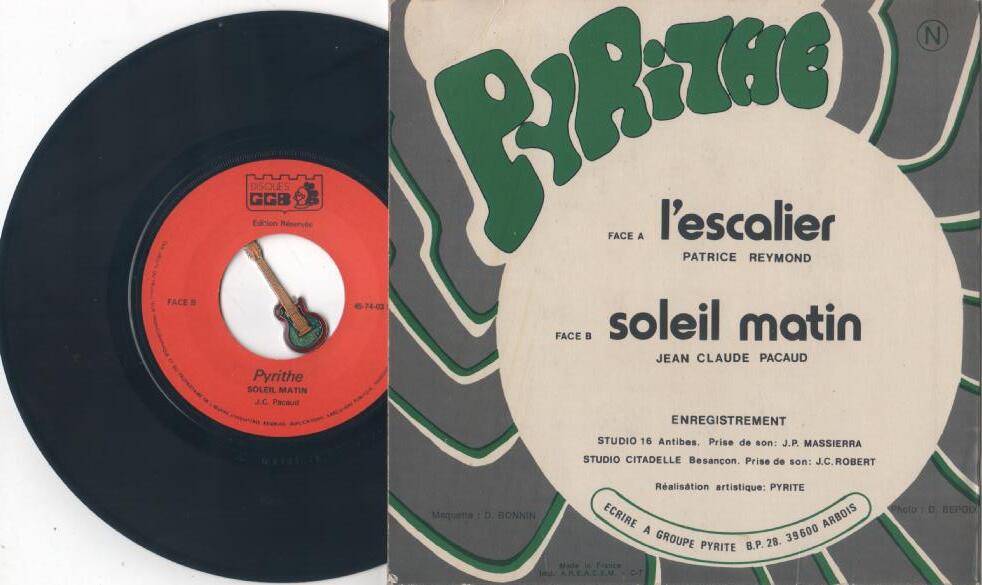 DISQUES
GGB
Edition Réservée
FACE B
45-74-03
Pyrithe
SOLEIL MATIN
J.C. Pacaud
PYRiTHE
N
FACE A l'escalier
PATRICE REYMOND
FACE B soleil matin
JEAN CLAUDE PACAUD
ENREGISTREMENT
STUDIO 16 Antibes. Prise de son: J.P. MASSIERRA
STUDIO CITADELLE Besançon. Prise de son: J.C. ROBERT
Réalisation artistique: PYRITE
ECRIRE A GROUPE PYRITE B.P. 28. 39600 ARBOIS
Maquette : D. BONNIN
Photo : D. BEPOIX
Made in France
Imp. A.R.E.A.C.E.M. - C-T